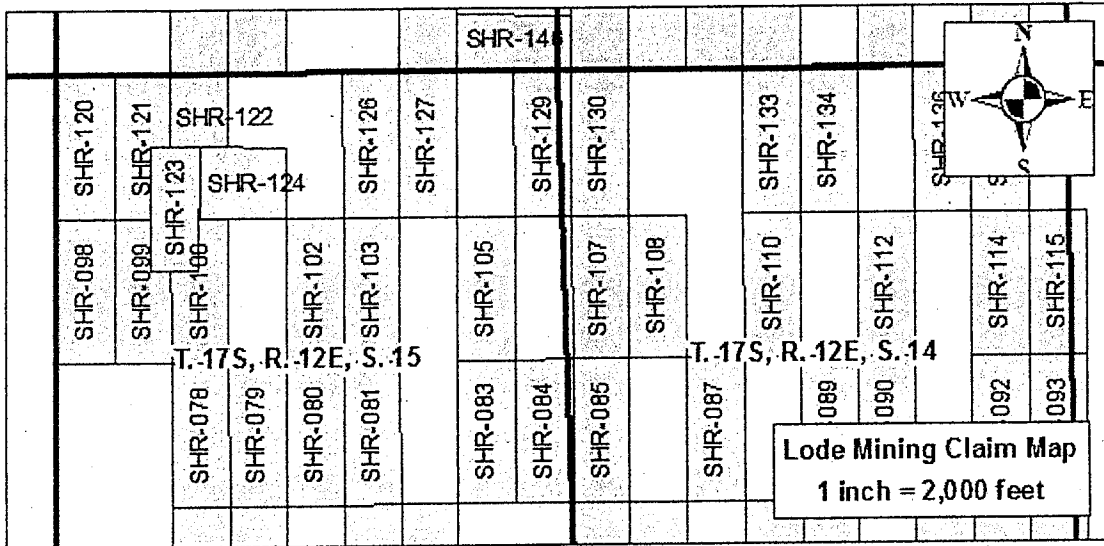 SHR-146
N
W E
S
SHR-120
SHR-121
SHR-122
SHR-126
SHR-127
SHR-129
SHR-130
SHR-133
SHR-134
SHR-136
SHR-123
SHR-124
SHR-098
SHR-099
SHR-100
SHR-102
SHR-103
SHR-105
SHR-107
SHR-108
SHR-110
SHR-112
SHR-114
SHR-115
T. 17S, R. 12E, S. 15
T. 17S, R. 12E, S. 14
SHR-078
SHR-079
SHR-080
SHR-081
SHR-083
SHR-084
SHR-085
SHR-087
089
090
092
093
Lode Mining Claim Map
1 inch = 2,000 feet